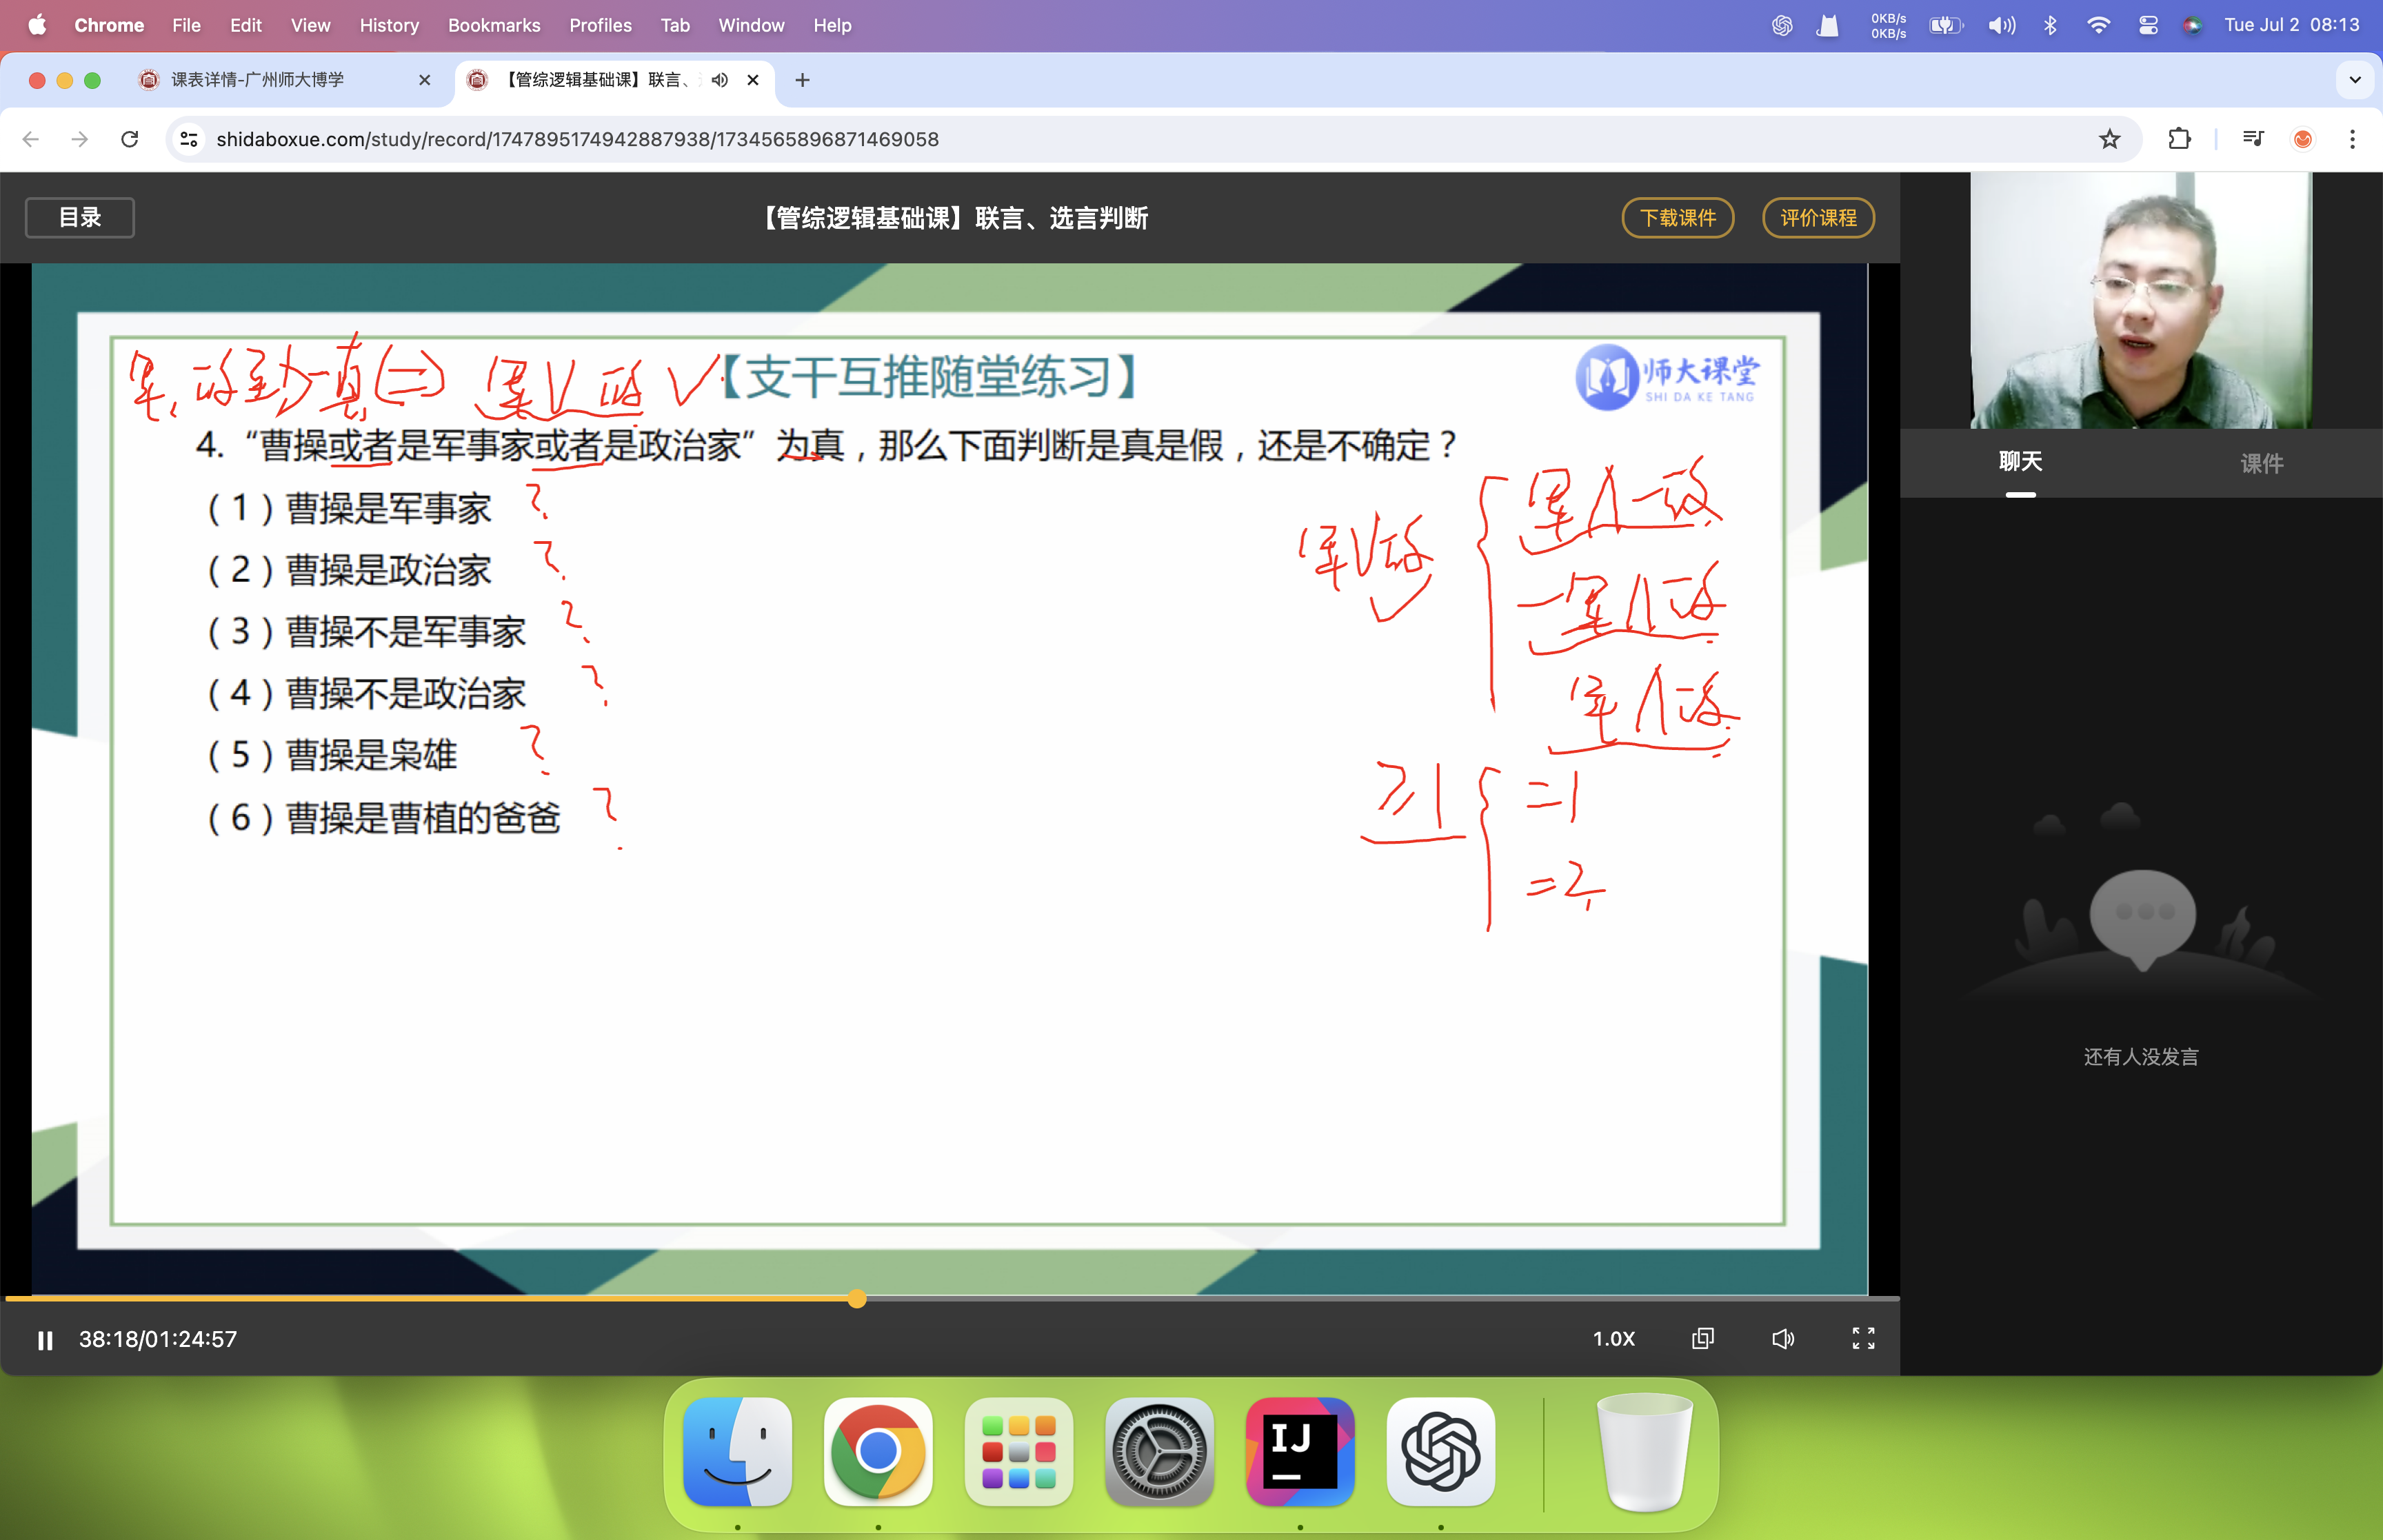 Chrome File Edit View History Bookmarks Profiles Tab Window Help
0KB/s
0KB/s
Tue Jul 2 08:13
课表详情-广州师大博学
【管综逻辑基础课】联言、
shidaboxue.com/study/record/1747895174942887938/1734565896871469058
目录
【管综逻辑基础课】联言、选言判断
下载课件
评价课程
军、政至少一真(=) 军∨政 √
【支干互推随堂练习】
师大课堂
SHI DA KE TANG
4. “曹操或者是军事家或者是政治家” 为真，那么下面判断是真是假，还是不确定？
（1）曹操是军事家 ?
（2）曹操是政治家 ?
（3）曹操不是军事家 ?
（4）曹操不是政治家 ?
（5）曹操是枭雄 ?
（6）曹操是曹植的爸爸 ?
军∨政
军∧¬政
¬军∧政
军∧政
≥1
=1
=2
聊天
课件
还有人没发言
38:18/01:24:57
1.0X
IJ